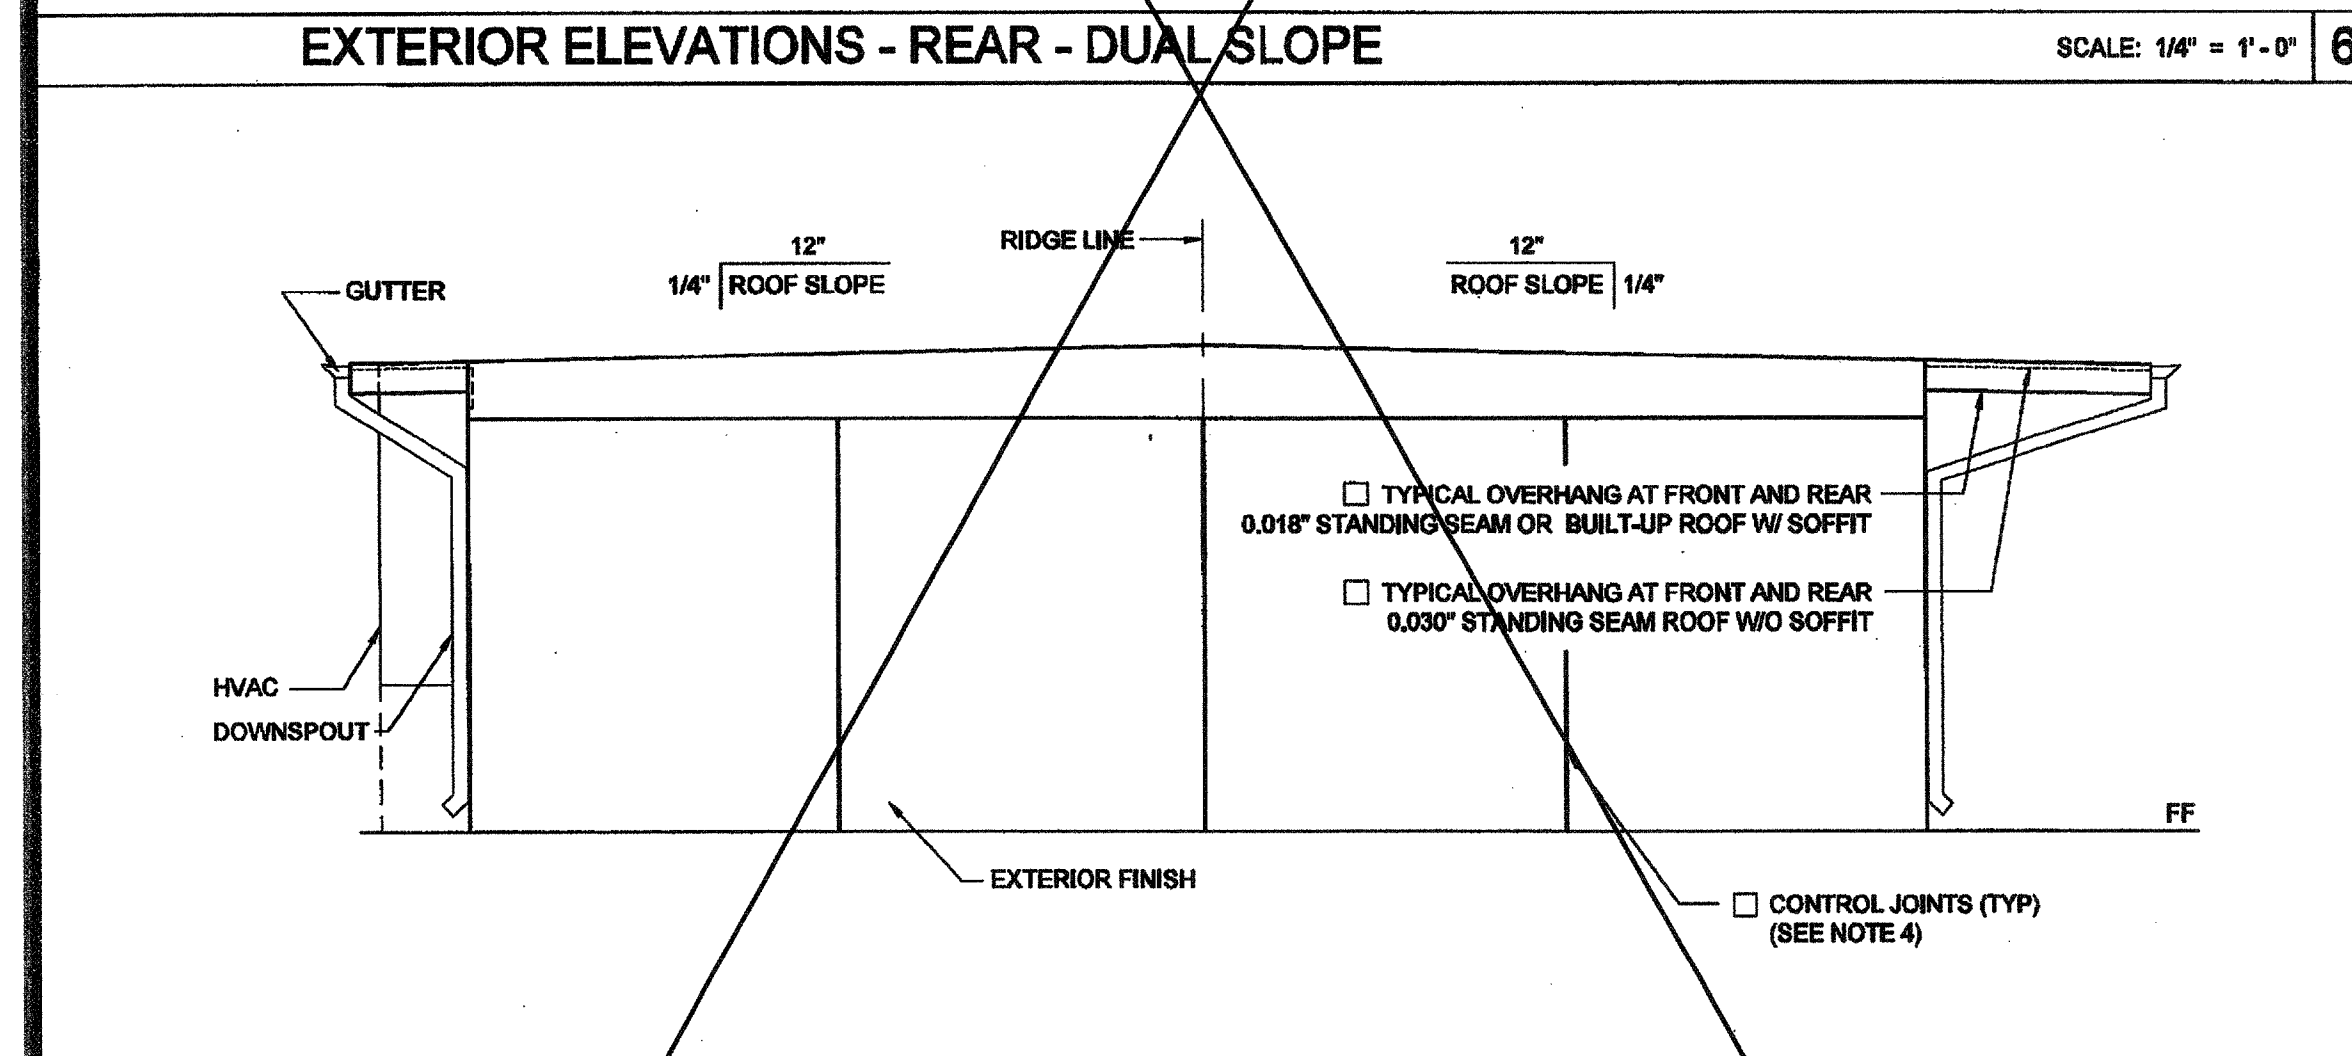 EXTERIOR ELEVATIONS - REAR - DUAL SLOPE
SCALE: 1/4" = 1'-0"
6
RIDGE LINE
12"
1/4" ROOF SLOPE
12"
ROOF SLOPE 1/4"
GUTTER
TYPICAL OVERHANG AT FRONT AND REAR
0.018" STANDING SEAM OR BUILT-UP ROOF W/ SOFFIT
TYPICAL OVERHANG AT FRONT AND REAR
0.030" STANDING SEAM ROOF W/O SOFFIT
HVAC
DOWNSPOUT
FF
EXTERIOR FINISH
CONTROL JOINTS (TYP)
(SEE NOTE 4)